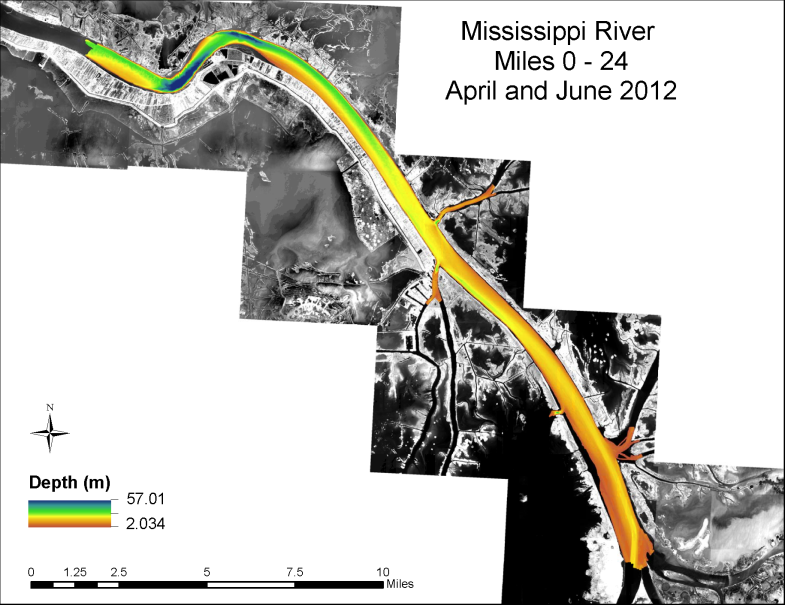 Mississippi River
Miles 0 - 24
April and June 2012
N
Depth (m)
57.01
2.034
0 1.25 2.5 5 7.5 10
Miles